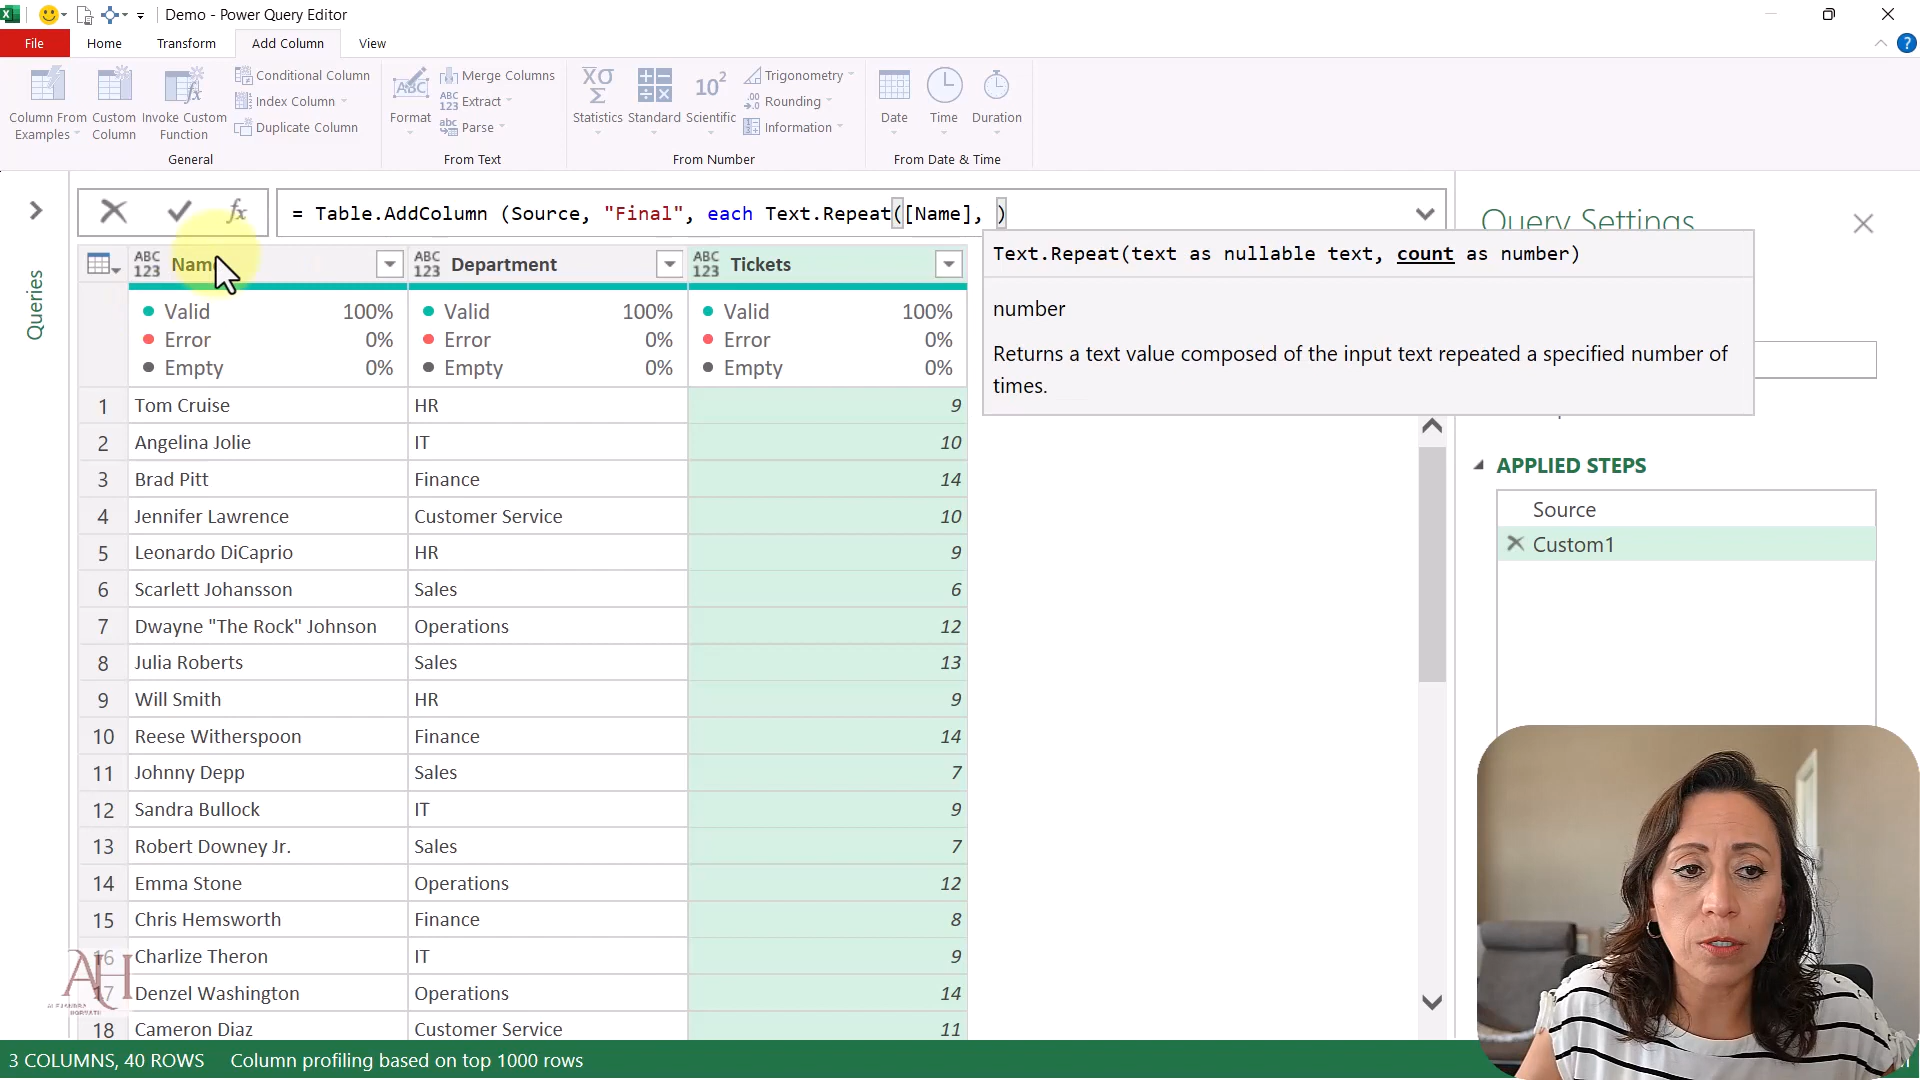 Demo - Power Query Editor
File Home Transform Add Column View
Column From Examples
Custom Column
Invoke Custom Function
Conditional Column
Index Column
Duplicate Column
General
Format
Merge Columns
Extract
Parse
From Text
Statistics
Standard
Scientific
Trigonometry
Rounding
Information
From Number
Date
Time
Duration
From Date & Time
= Table.AddColumn (Source, "Final", each Text.Repeat([Name], )
Text.Repeat(text as nullable text, count as number)
number
Returns a text value composed of the input text repeated a specified number of
times.
Queries
Query Settings
APPLIED STEPS
Source
Custom1
ABC 123 Name ABC 123 Department ABC 123 Tickets
Valid 100% Valid 100% Valid 100%
Error 0% Error 0% Error 0%
Empty 0% Empty 0% Empty 0%
1 Tom Cruise HR 9
2 Angelina Jolie IT 10
3 Brad Pitt Finance 14
4 Jennifer Lawrence Customer Service 10
5 Leonardo DiCaprio HR 9
6 Scarlett Johansson Sales 6
7 Dwayne "The Rock" Johnson Operations 12
8 Julia Roberts Sales 13
9 Will Smith HR 9
10 Reese Witherspoon Finance 14
11 Johnny Depp Sales 7
12 Sandra Bullock IT 9
13 Robert Downey Jr. Sales 7
14 Emma Stone Operations 12
15 Chris Hemsworth Finance 8
16 Charlize Theron IT 9
17 Denzel Washington Operations 14
18 Cameron Diaz Customer Service 11
AH
ALEJANDRA
HORVATH
3 COLUMNS, 40 ROWS Column profiling based on top 1000 rows